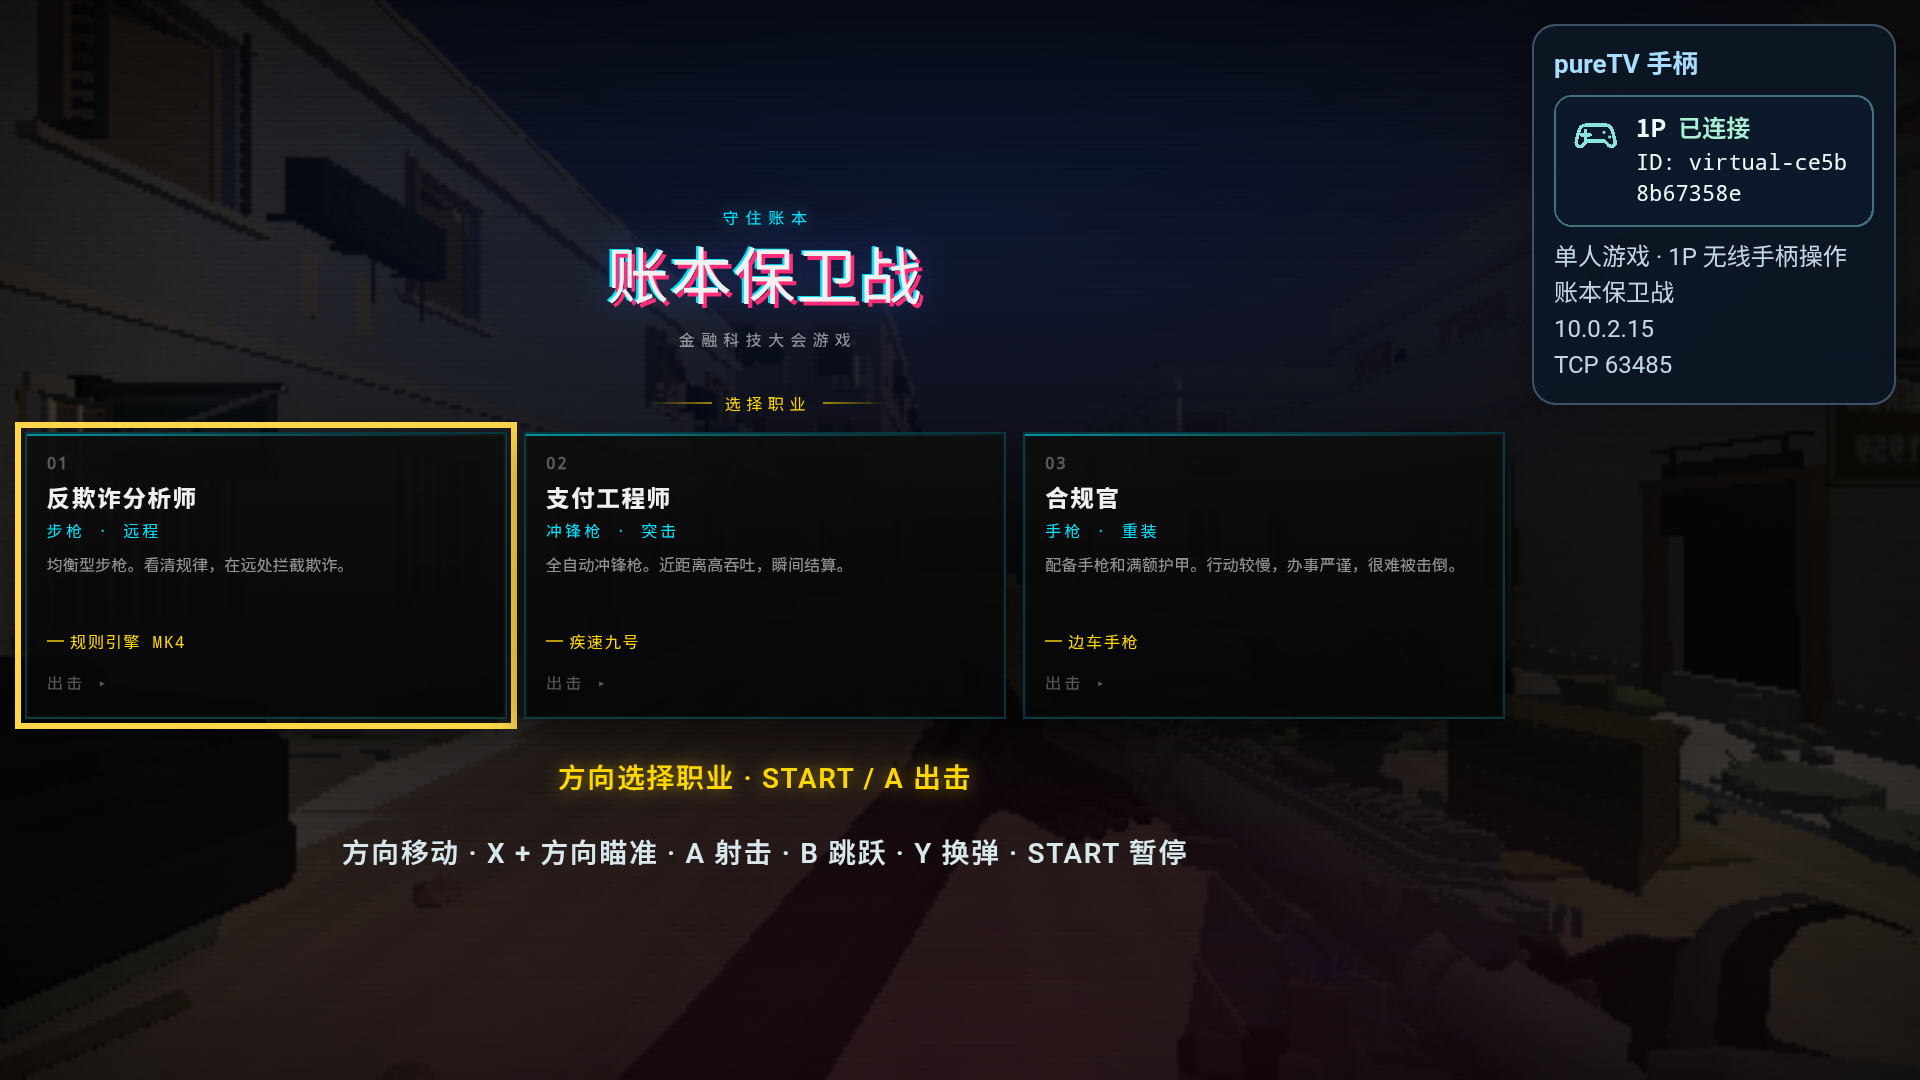 守住账本
账本保卫战
金融科技大会游戏
选择职业
01
反欺诈分析师
步枪 · 远程
均衡型步枪。看清规律，在远处拦截欺诈。
规则引擎 MK4
出击 ▸
02
支付工程师
冲锋枪 · 突击
全自动冲锋枪。近距离高吞吐，瞬间结算。
疾速九号
出击 ▸
03
合规官
手枪 · 重装
配备手枪和满额护甲。行动较慢，办事严谨，很难被击倒。
边车手枪
出击 ▸
方向选择职业 · START / A 出击
方向移动 · X + 方向瞄准 · A 射击 · B 跳跃 · Y 换弹 · START 暂停
pureTV 手柄
1P 已连接
ID: virtual-ce5b
8b67358e
单人游戏 · 1P 无线手柄操作
账本保卫战
10.0.2.15
TCP 63485